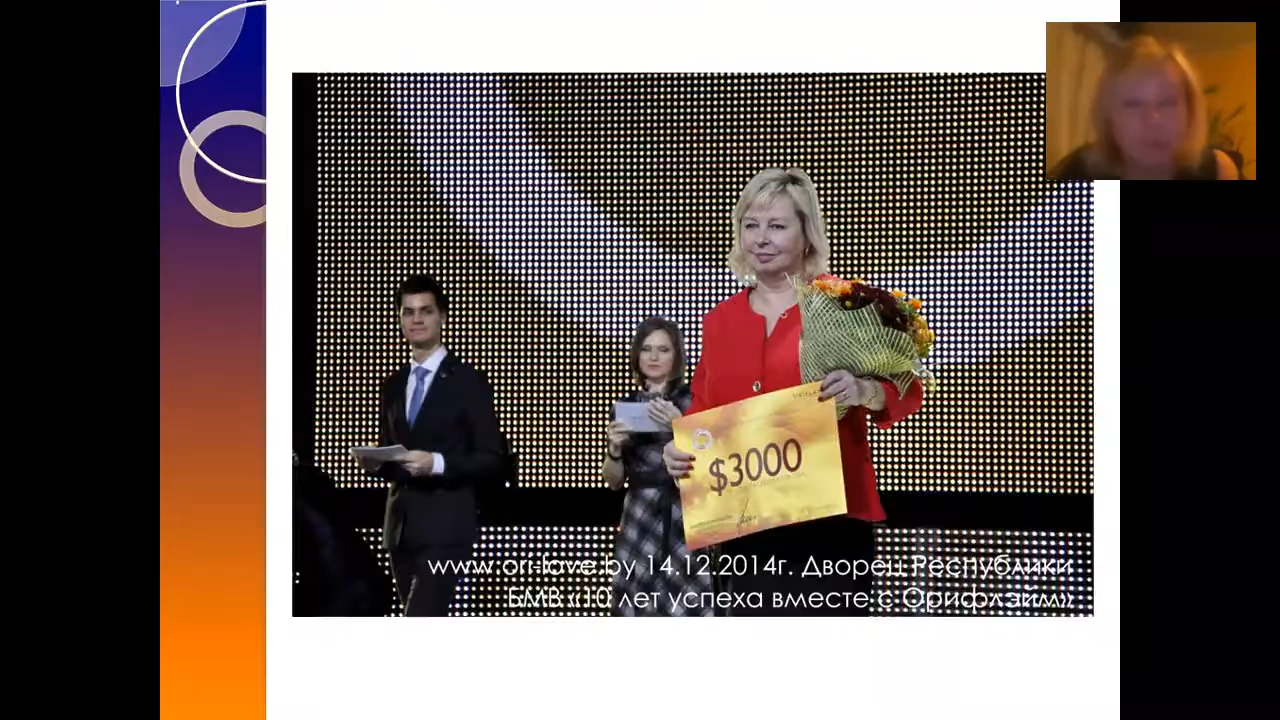 $3000
www.ori-love.by 14.12.2014г. Дворец Республики
БМВ «10 лет успеха вместе с Орифлэйм»